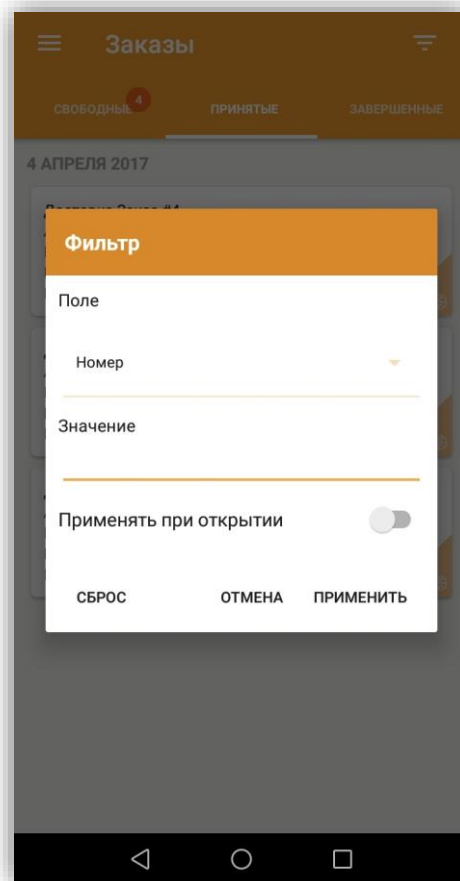 Заказы
СВОБОДНЫЕ 4 ПРИНЯТЫЕ ЗАВЕРШЕННЫЕ
4 АПРЕЛЯ 2017
Фильтр
Поле
Номер
Значение
Применять при открытии
СБРОС ОТМЕНА ПРИМЕНИТЬ